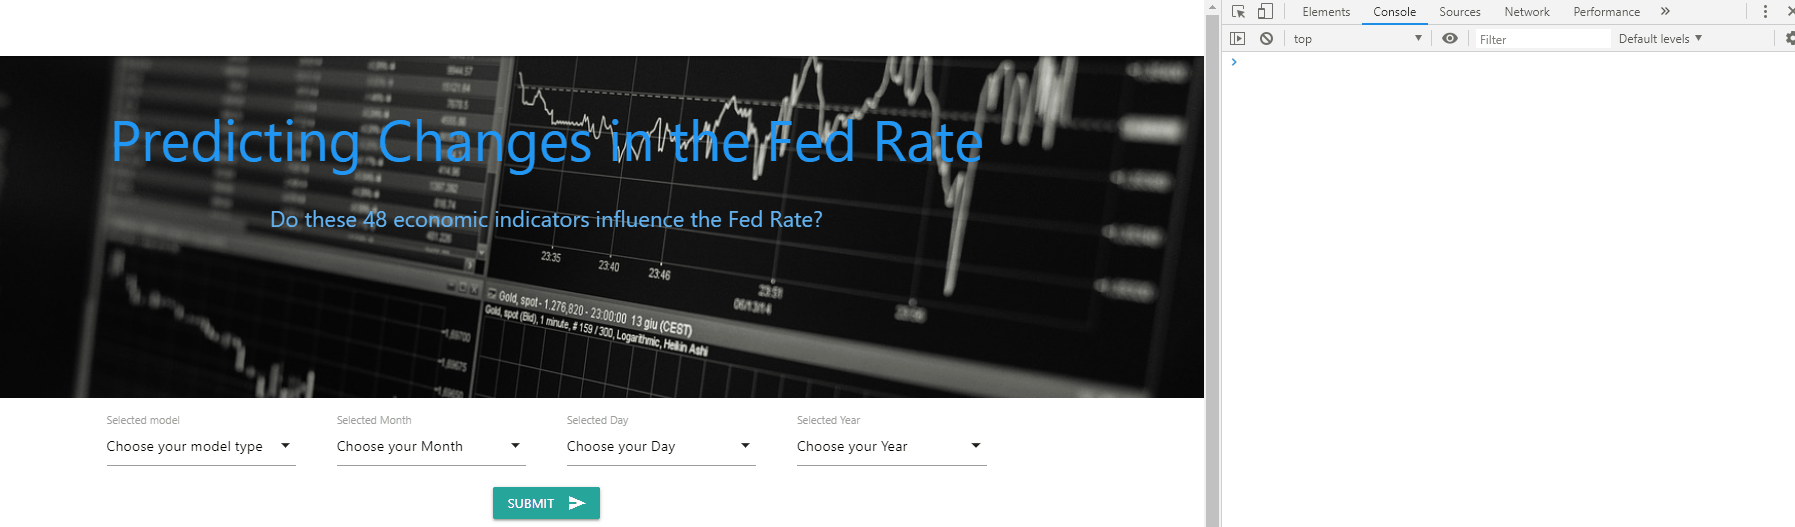 Elements Console Sources Network Performance »
top Filter Default levels
Predicting Changes in the Fed Rate
Do these 48 economic indicators influence the Fed Rate?
23:35 23:40 23:46 23:51
06/13/14
Gold, spot - 1.276,820 - 23:00:00 13 giu (CEST)
Gold, spot (Bid), 1 minute, # 159 / 300, Logarithmic, Heikin Ashi
Selected model Selected Month Selected Day Selected Year
Choose your model type Choose your Month Choose your Day Choose your Year
SUBMIT